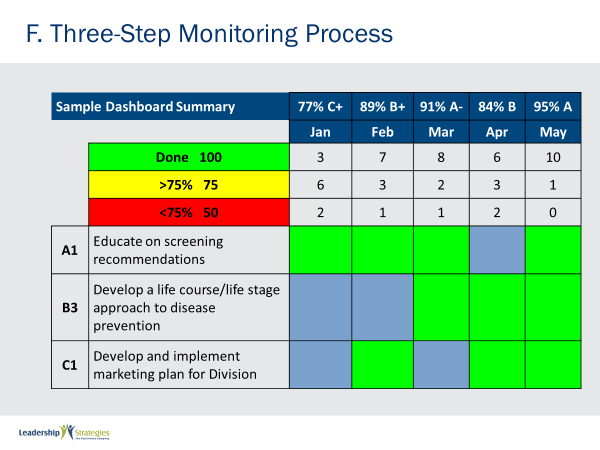 F. Three-Step Monitoring Process
Sample Dashboard Summary 77% C+ 89% B+ 91% A- 84% B 95% A
Jan Feb Mar Apr May
Done 100 3 7 8 6 10
>75% 75 6 3 2 3 1
<75% 50 2 1 1 2 0
A1 Educate on screening
recommendations
B3 Develop a life course/life stage
approach to disease
prevention
C1 Develop and implement
marketing plan for Division
Leadership Strategies
The Facilitation Company